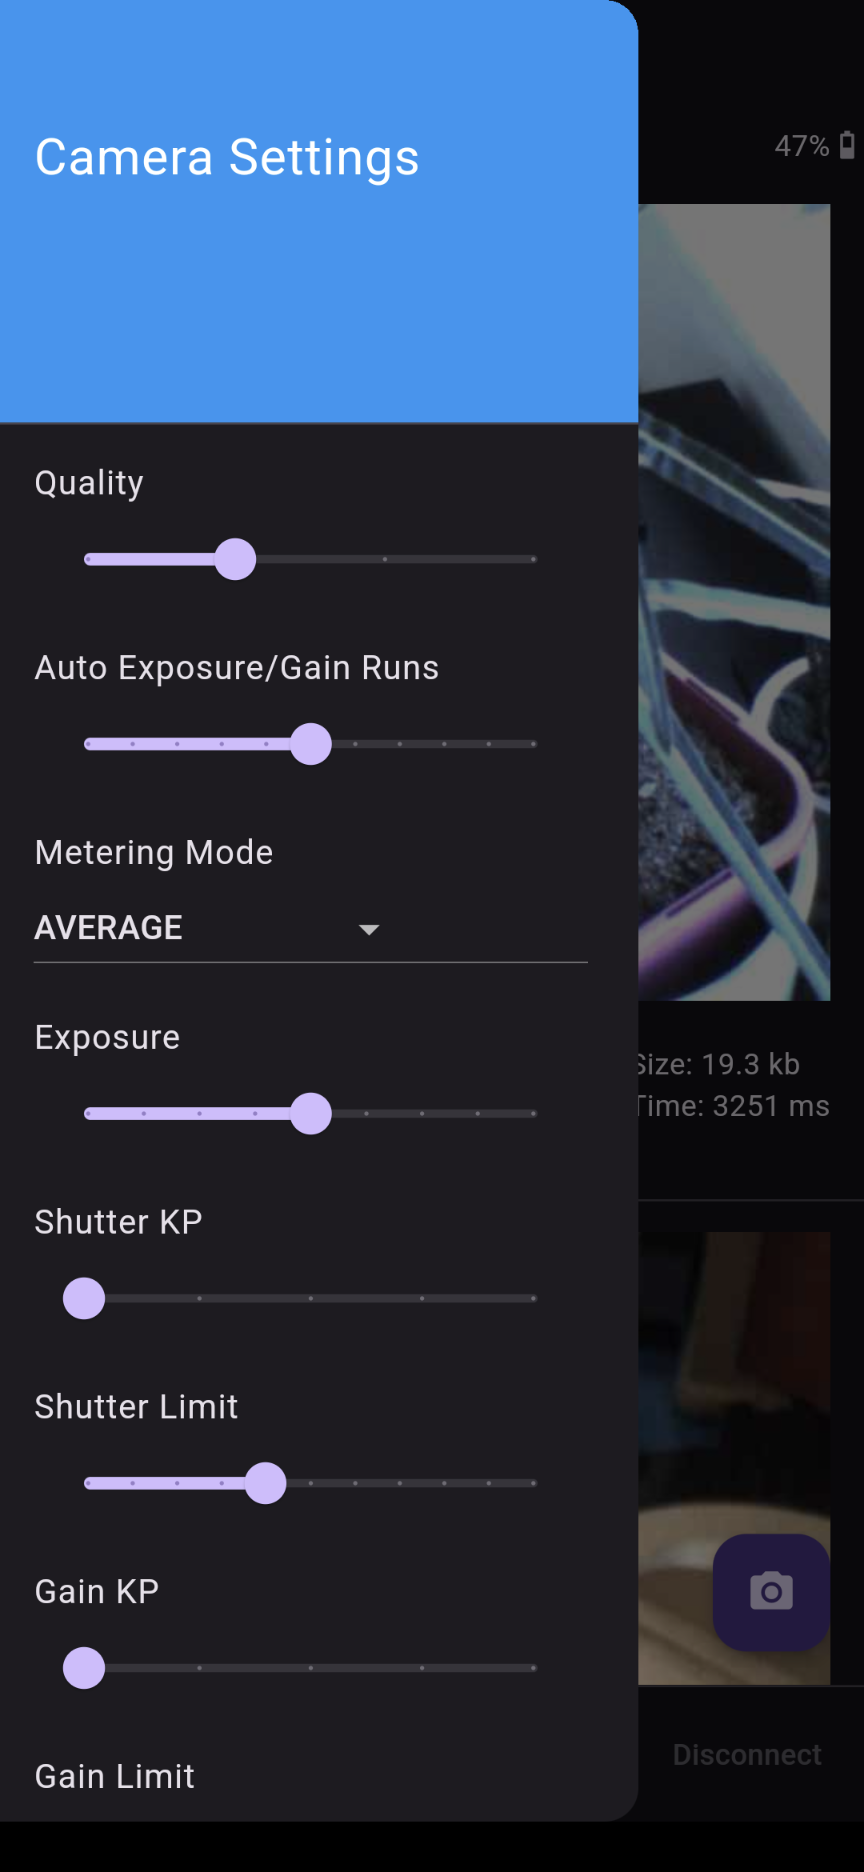 Camera Settings
47%
Quality
Auto Exposure/Gain Runs
Metering Mode
AVERAGE
Exposure
Size: 19.3 kb
Time: 3251 ms
Shutter KP
Shutter Limit
Gain KP
Disconnect
Gain Limit